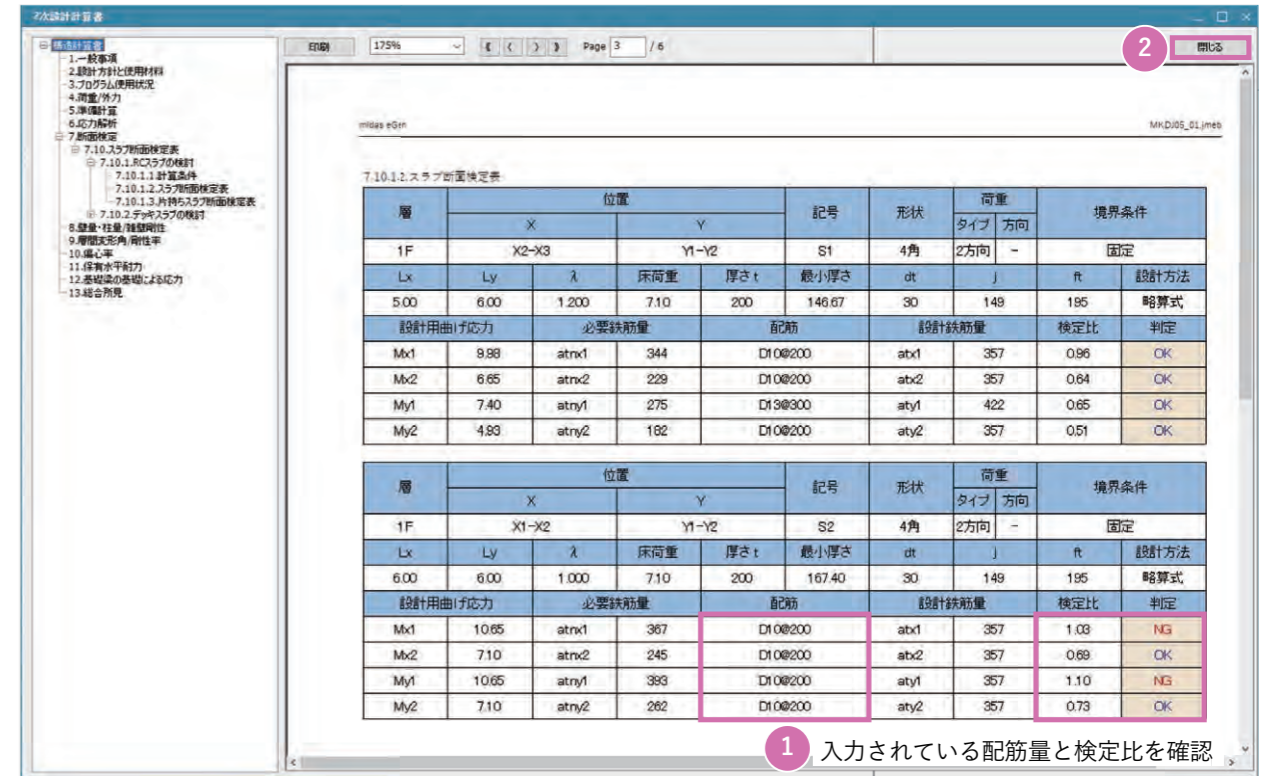 7次設計計算書
印刷 175% Page 3 / 6 2 閉じる
構造計算書
1.一般事項
2.設計方針と使用材料
3.プログラム使用状況
4.荷重/外力
5.準備計算
6.応力解析
7.断面検定
7.10.スラブ断面検定表
7.10.1.RCスラブの検討
7.10.1.1.計算条件
7.10.1.2.スラブ断面検定表
7.10.1.3.片持ちスラブ断面検定表
7.10.2.デッキスラブの検討
8.壁量・柱量/雑壁剛性
9.層間変形角/剛性率
10.偏心率
11.保有水平耐力
12.基礎梁の基礎による応力
13.総合所見
midas eGen MKDJ05_01.jmeb
7.10.1.2.スラブ断面検定表
層 位置 記号 形状 荷重 境界条件
X Y タイプ 方向
1F X2-X3 Y1-Y2 S1 4角 2方向 - 固定
Lx Ly λ 床荷重 厚さ t 最小厚さ dt j ft 設計方法
5.00 6.00 1.200 7.10 200 146.67 30 149 195 略算式
設計用曲げ応力 必要鉄筋量 配筋 設計鉄筋量 検定比 判定
Mx1 9.98 atnx1 344 D10@200 atx1 357 0.96 OK
Mx2 6.65 atnx2 229 D10@200 atx2 357 0.64 OK
My1 7.40 atny1 275 D13@300 aty1 422 0.65 OK
My2 4.93 atny2 182 D10@200 aty2 357 0.51 OK
層 位置 記号 形状 荷重 境界条件
X Y タイプ 方向
1F X1-X2 Y1-Y2 S2 4角 2方向 - 固定
Lx Ly λ 床荷重 厚さ t 最小厚さ dt j ft 設計方法
6.00 6.00 1.000 7.10 200 167.40 30 149 195 略算式
設計用曲げ応力 必要鉄筋量 配筋 設計鉄筋量 検定比 判定
Mx1 10.65 atnx1 367 D10@200 atx1 357 1.03 NG
Mx2 7.10 atnx2 245 D10@200 atx2 357 0.69 OK
My1 10.65 atny1 393 D10@200 aty1 357 1.10 NG
My2 7.10 atny2 262 D10@200 aty2 357 0.73 OK
1 入力されている配筋量と検定比を確認